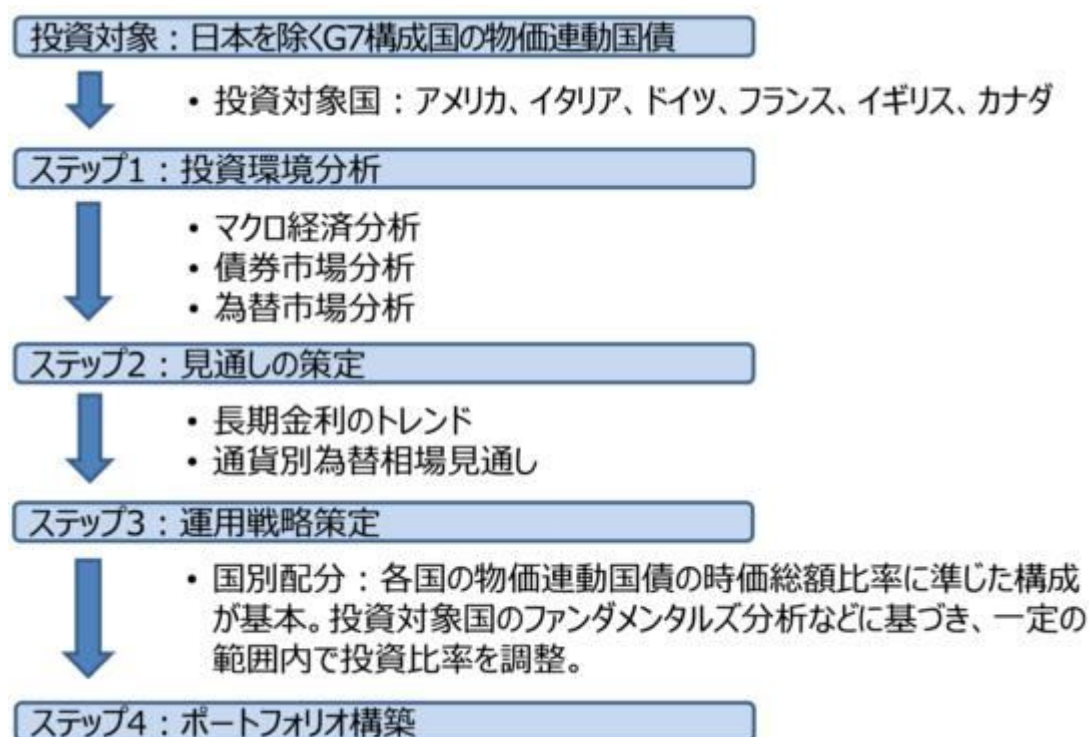 投資対象：日本を除くG7構成国の物価連動国債
• 投資対象国：アメリカ、イタリア、ドイツ、フランス、イギリス、カナダ
ステップ1：投資環境分析
• マクロ経済分析
• 債券市場分析
• 為替市場分析
ステップ2：見通しの策定
• 長期金利のトレンド
• 通貨別為替相場見通し
ステップ3：運用戦略策定
• 国別配分：各国の物価連動国債の時価総額比率に準じた構成
が基本。投資対象国のファンダメンタルズ分析などに基づき、一定の
範囲内で投資比率を調整。
ステップ4：ポートフォリオ構築